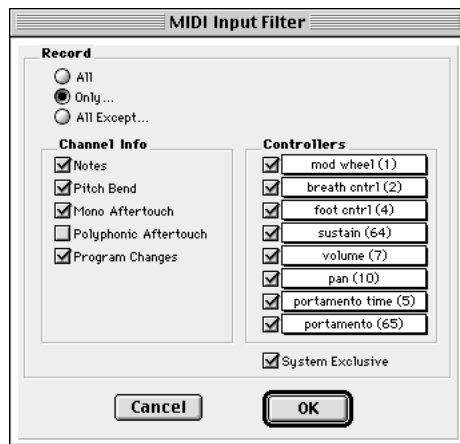 MIDI Input Filter
Record
All
Only...
All Except...
Channel Info
Notes
Pitch Bend
Mono Aftertouch
Polyphonic Aftertouch
Program Changes
Controllers
mod wheel (1)
breath cntrl (2)
foot cntrl (4)
sustain (64)
volume (7)
pan (10)
portamento time (5)
portamento (65)
System Exclusive
Cancel
OK